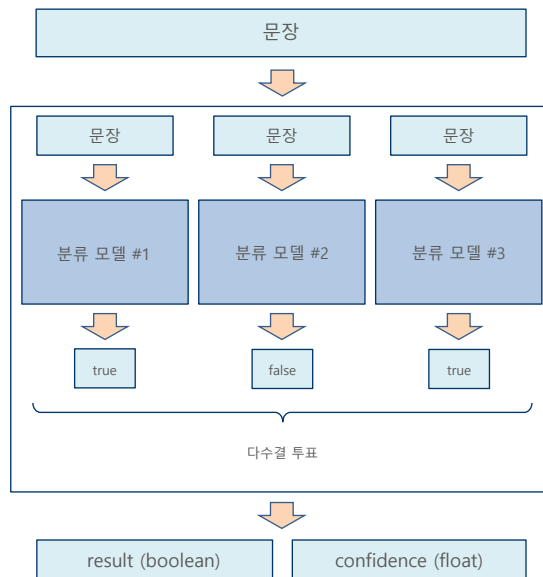 문장
문장
문장
문장
분류 모델 #1
분류 모델 #2
분류 모델 #3
true
false
true
다수결 투표
result (boolean)
confidence (float)